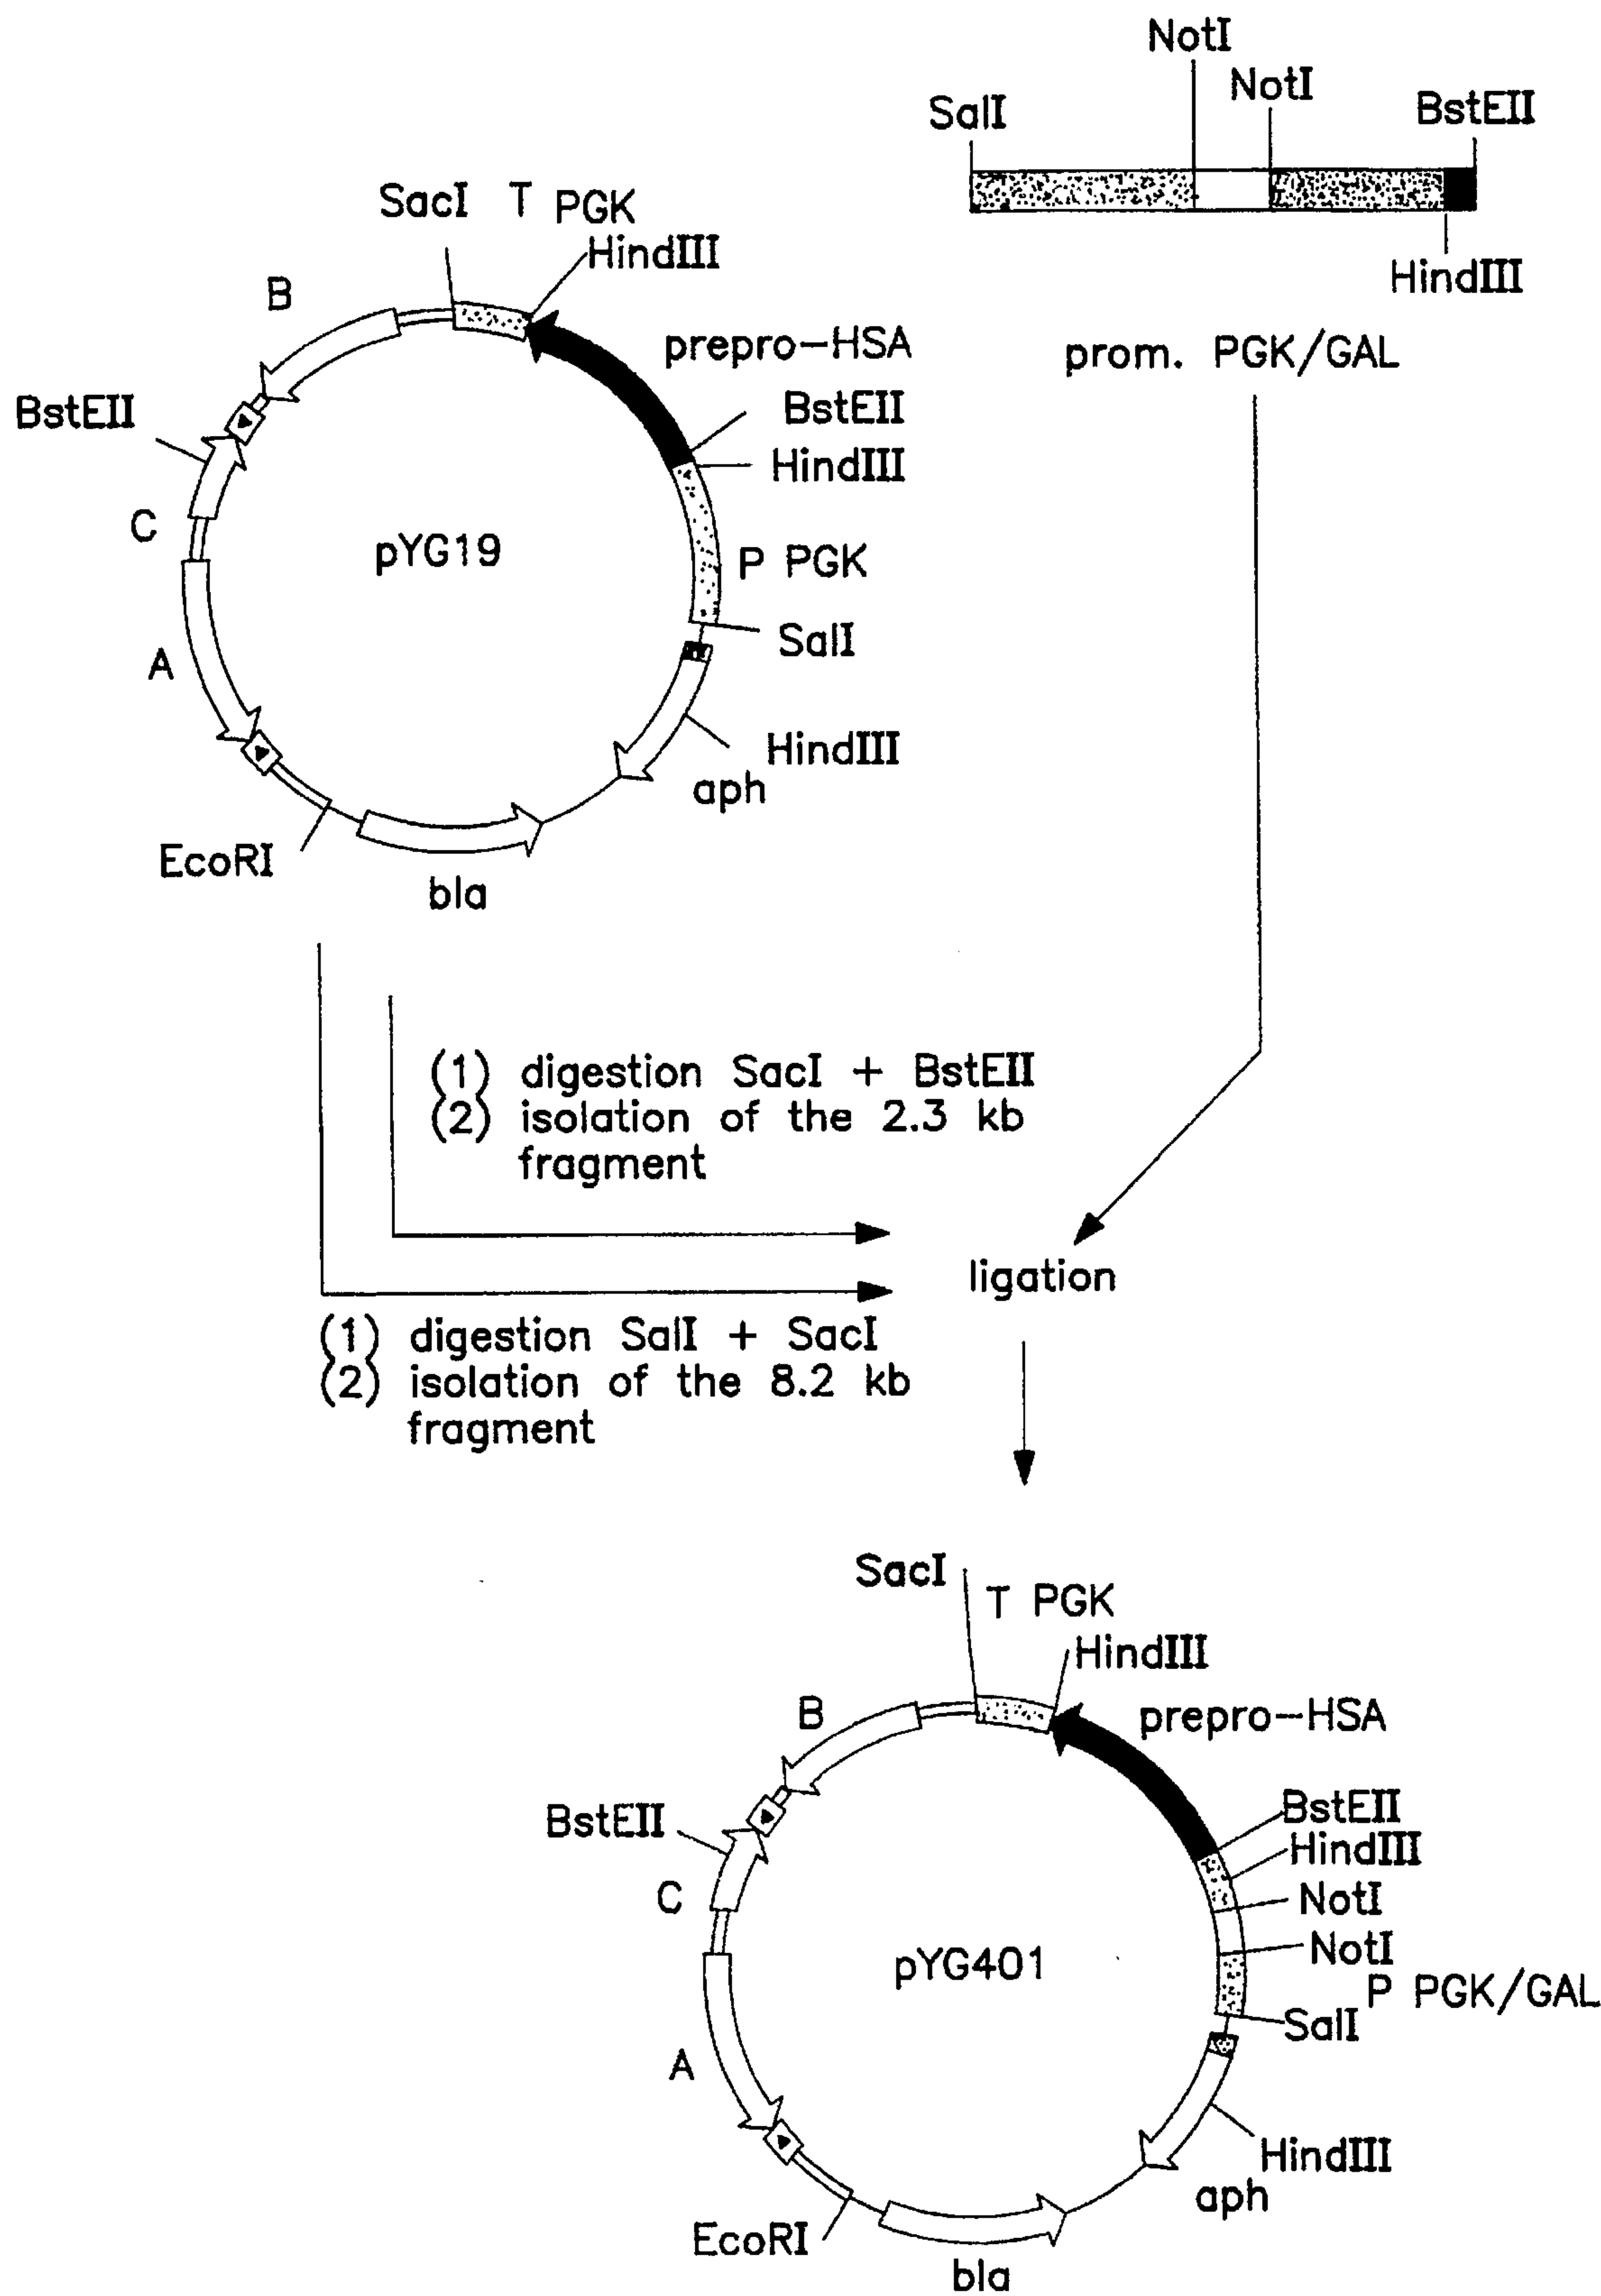 NotI
NotI
SalI
BstEII
HindIII
prom. PGK/GAL
SacI T PGK
HindIII
B
prepro-HSA
BstEII
BstEII
HindIII
C
pYG19
P PGK
SalI
A
HindIII
aph
EcoRI
bla
(1) digestion SacI + BstEII
(2) isolation of the 2.3 kb
fragment
ligation
(1) digestion SalI + SacI
(2) isolation of the 8.2 kb
fragment
SacI
T PGK
HindIII
B
prepro-HSA
BstEII
BstEII
HindIII
C
NotI
NotI
pYG401
P PGK/GAL
SalI
A
HindIII
aph
EcoRI
bla